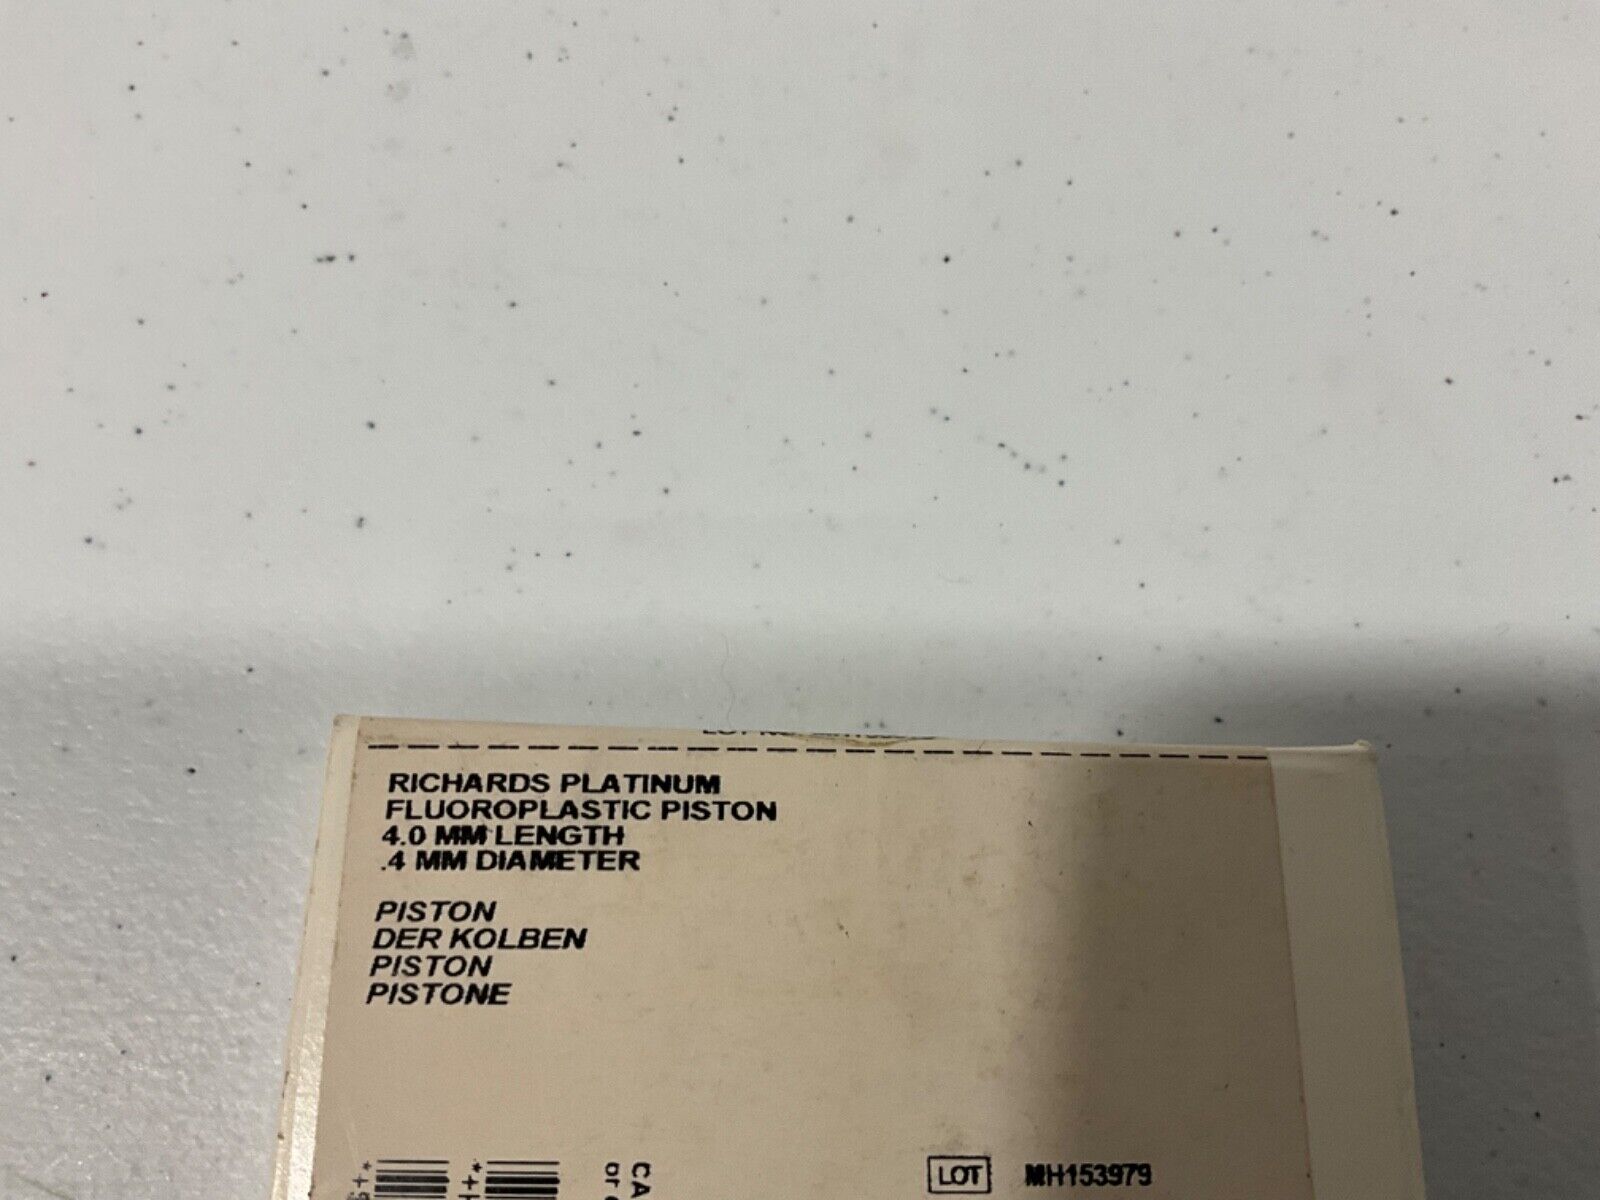 RICHARDS PLATINUM
FLUOROPLASTIC PISTON
4.0 MM LENGTH
.4 MM DIAMETER
PISTON
DER KOLBEN
PISTON
PISTONE
LOT MH153979